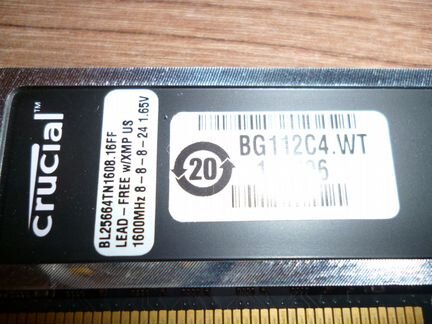 crucial™
BL25664TN1608.16FF
LEAD-FREE w/XMP US
1600MHz 8-8-8-24 1.65V
20
BG112C4.WT